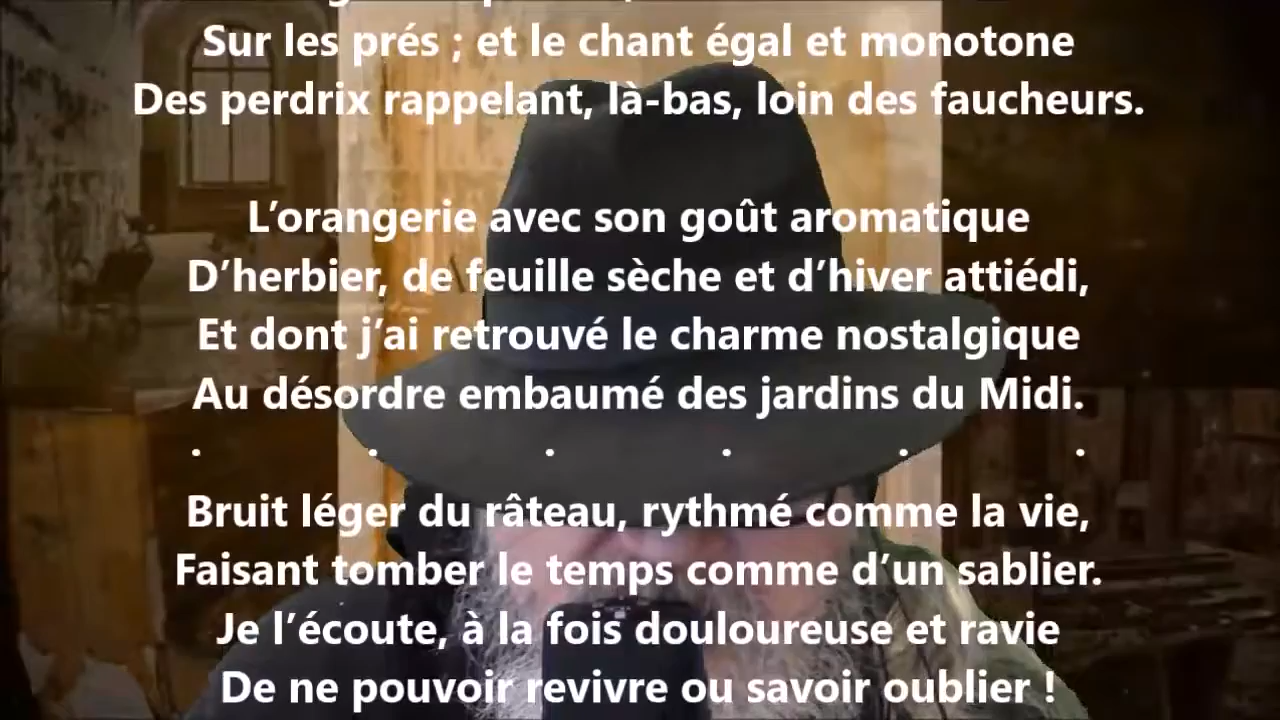 Sur les prés ; et le chant égal et monotone
Des perdrix rappelant, là-bas, loin des faucheurs.
L’orangerie avec son goût aromatique
D’herbier, de feuille sèche et d’hiver attiédi,
Et dont j’ai retrouvé le charme nostalgique
Au désordre embaumé des jardins du Midi.
. . . . . .
Bruit léger du râteau, rythmé comme la vie,
Faisant tomber le temps comme d’un sablier.
Je l’écoute, à la fois douloureuse et ravie
De ne pouvoir revivre ou savoir oublier !